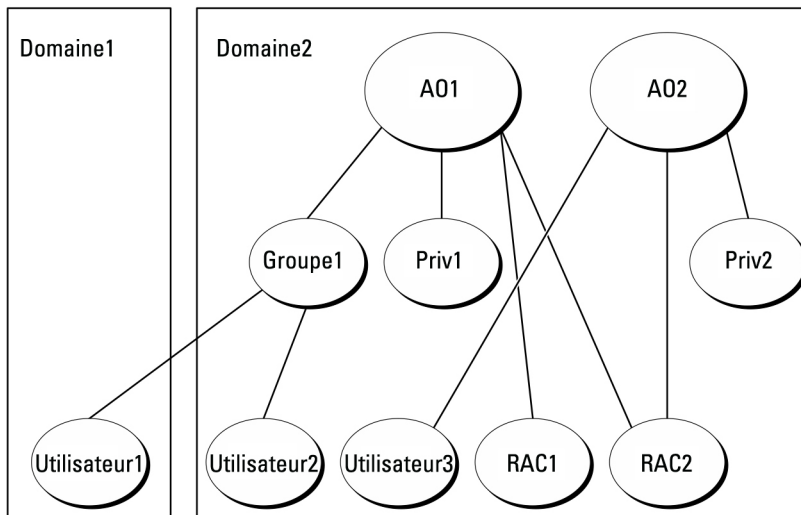 Domaine1
Domaine2
AO1
AO2
Groupe1
Priv1
Priv2
Utilisateur1
Utilisateur2
Utilisateur3
RAC1
RAC2